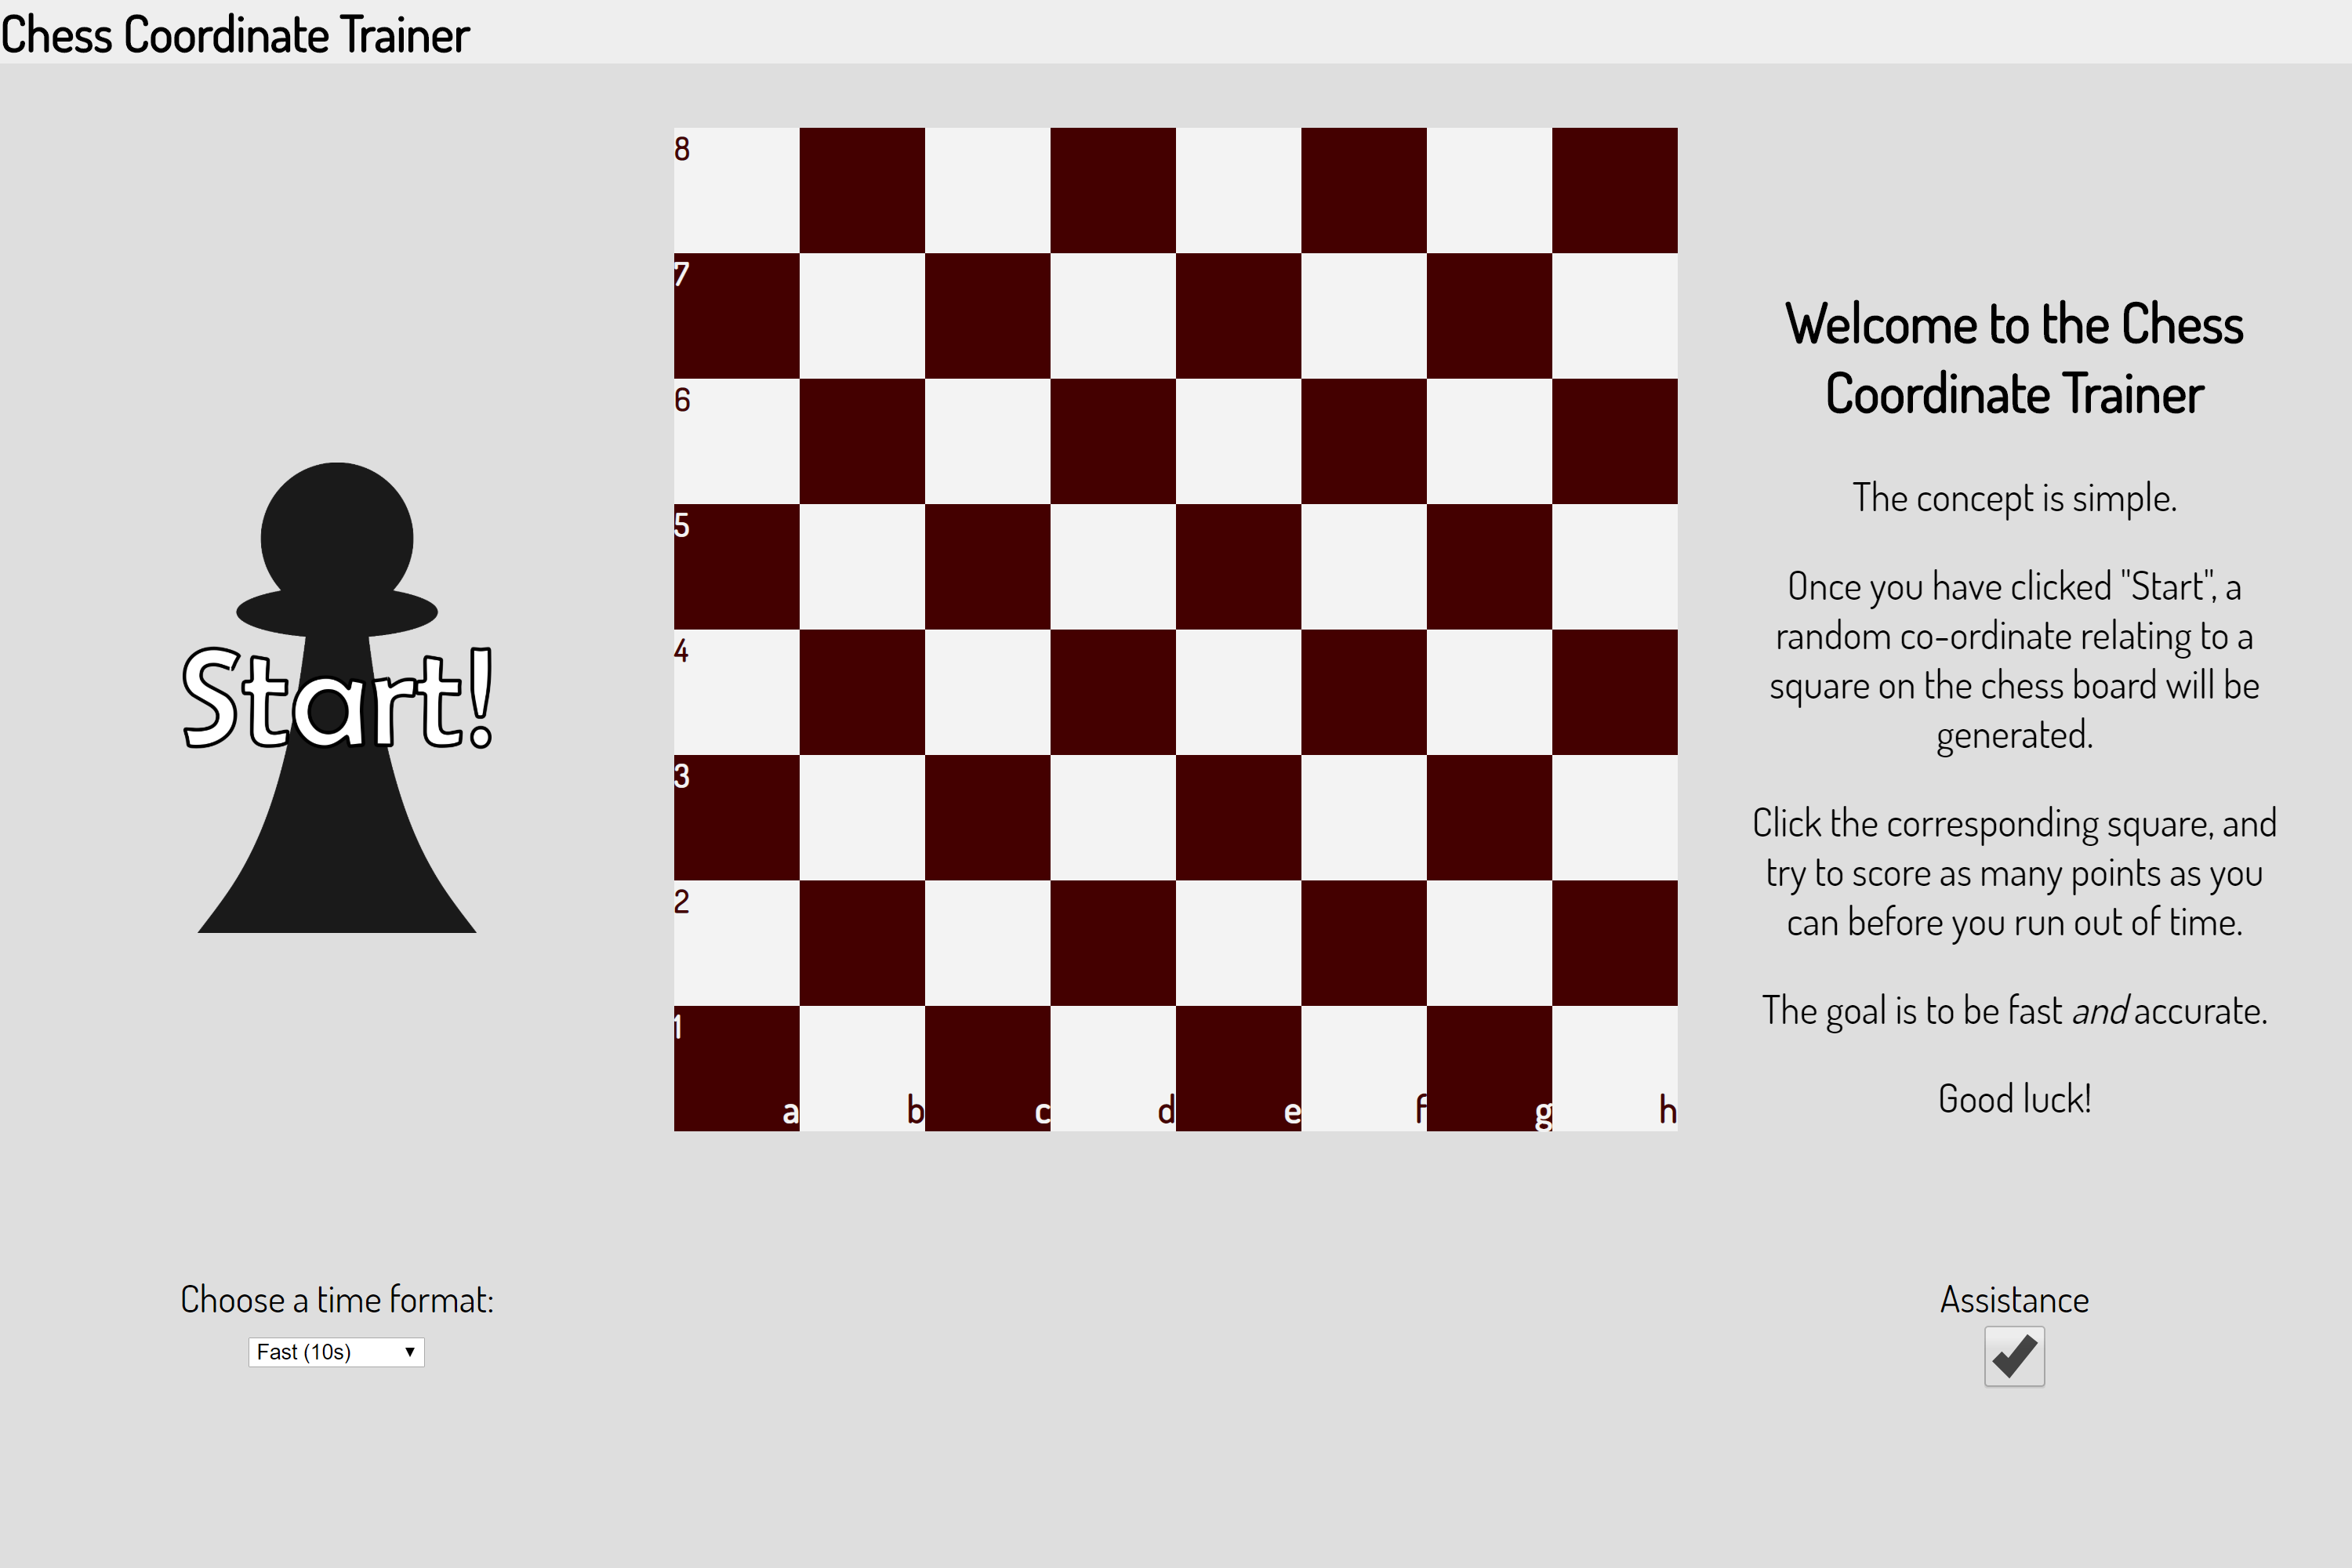 Chess Coordinate Trainer
Start!
Choose a time format:
Fast (10s)
8
7
6
5
4
3
2
1
a b c d e f g h
Welcome to the Chess
Coordinate Trainer
The concept is simple.
Once you have clicked "Start", a
random co-ordinate relating to a
square on the chess board will be
generated.
Click the corresponding square, and
try to score as many points as you
can before you run out of time.
The goal is to be fast and accurate.
Good luck!
Assistance